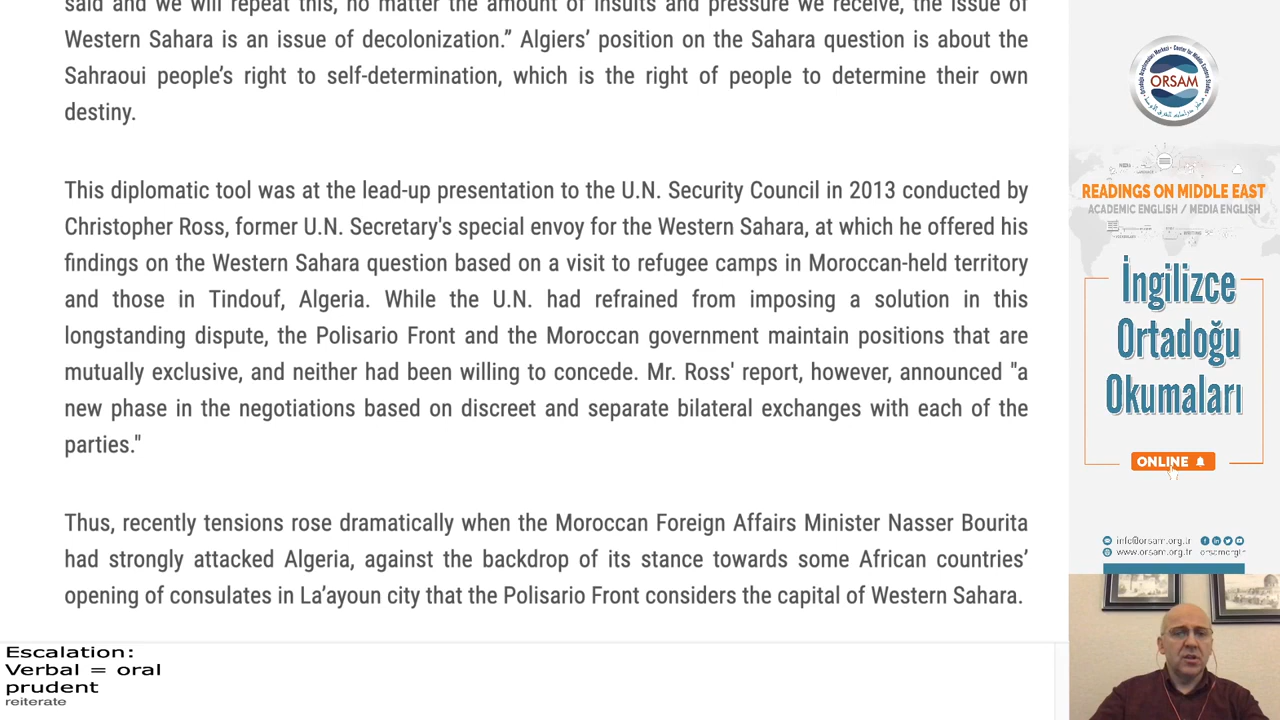 said and we will repeat this, no matter the amount of insults and pressure we receive, the issue of
Western Sahara is an issue of decolonization.” Algiers’ position on the Sahara question is about the
Sahraoui people’s right to self-determination, which is the right of people to determine their own
destiny.
This diplomatic tool was at the lead-up presentation to the U.N. Security Council in 2013 conducted by
Christopher Ross, former U.N. Secretary's special envoy for the Western Sahara, at which he offered his
findings on the Western Sahara question based on a visit to refugee camps in Moroccan-held territory
and those in Tindouf, Algeria. While the U.N. had refrained from imposing a solution in this
longstanding dispute, the Polisario Front and the Moroccan government maintain positions that are
mutually exclusive, and neither had been willing to concede. Mr. Ross' report, however, announced "a
new phase in the negotiations based on discreet and separate bilateral exchanges with each of the
parties."
Thus, recently tensions rose dramatically when the Moroccan Foreign Affairs Minister Nasser Bourita
had strongly attacked Algeria, against the backdrop of its stance towards some African countries’
opening of consulates in La’ayoun city that the Polisario Front considers the capital of Western Sahara.
Escalation:
Verbal = oral
prudent
reiterate
ORSAM
READINGS ON MIDDLE EAST
ACADEMIC ENGLISH / MEDIA ENGLISH
İngilizce
Ortadoğu
Okumaları
ONLINE
info@orsam.org.tr
www.orsam.org.tr orsamorgtr